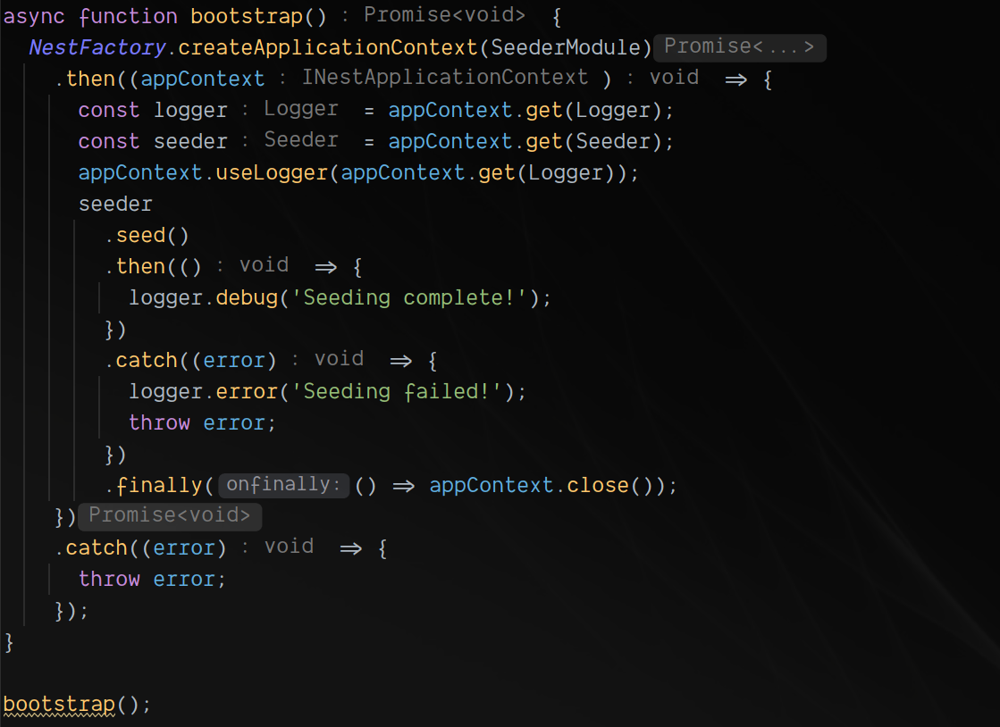 async function bootstrap() : Promise<void> {
NestFactory.createApplicationContext(SeederModule) Promise<...>
.then((appContext : INestApplicationContext ) : void ⇒ {
const logger : Logger = appContext.get(Logger);
const seeder : Seeder = appContext.get(Seeder);
appContext.useLogger(appContext.get(Logger));
seeder
.seed()
.then(() : void ⇒ {
logger.debug('Seeding complete!');
})
.catch((error) : void ⇒ {
logger.error('Seeding failed!');
throw error;
})
.finally( onfinally: () ⇒ appContext.close());
}) Promise<void>
.catch((error) : void ⇒ {
throw error;
});
}
bootstrap();